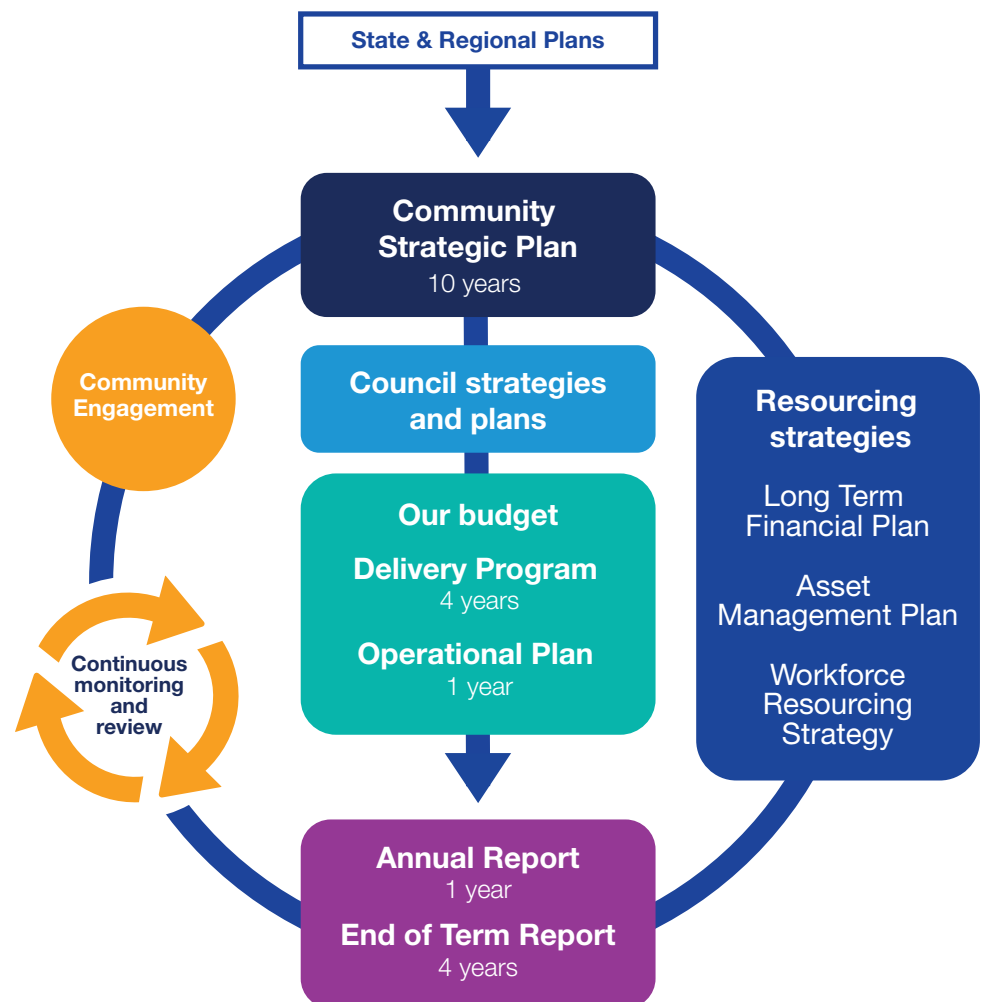 State & Regional Plans
Community
Strategic Plan
10 years
Community
Engagement
Council strategies
and plans
Resourcing
strategies
Long Term
Financial Plan
Asset
Management Plan
Workforce
Resourcing
Strategy
Our budget
Delivery Program
4 years
Operational Plan
1 year
Continuous
monitoring
and
review
Annual Report
1 year
End of Term Report
4 years